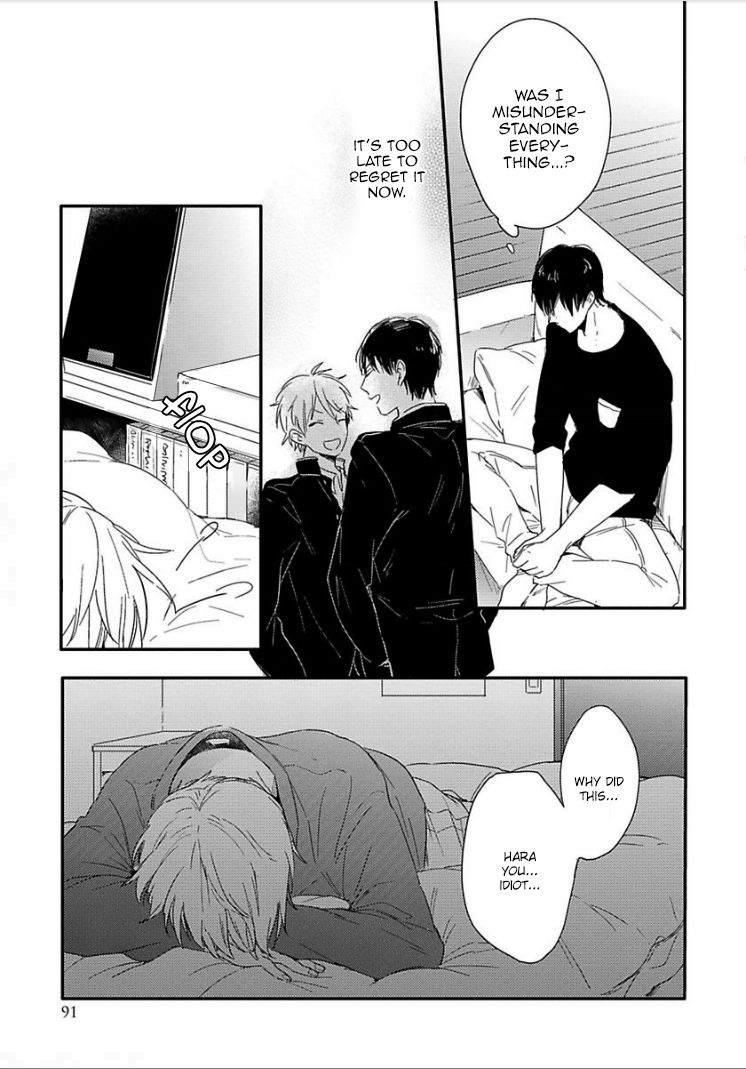 WAS I
MISUNDER-
STANDING
EVERY-
THING...?
IT'S TOO
LATE TO
REGRET IT
NOW.
flop
WHY DID
THIS...
HARA
YOU...
IDIOT...
91